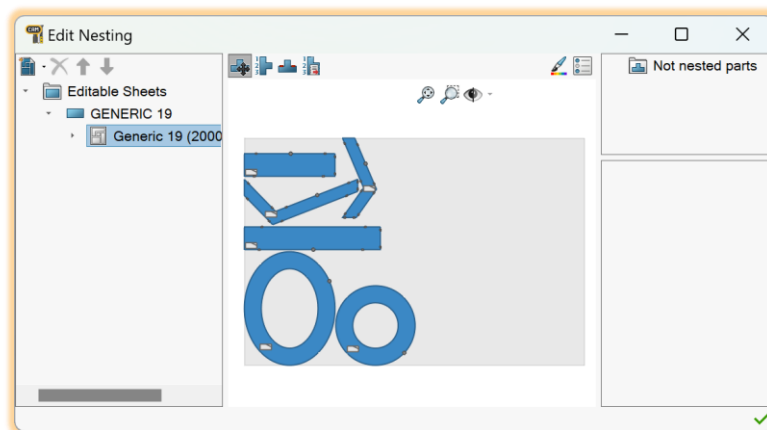 Edit Nesting
Not nested parts
Editable Sheets
GENERIC 19
Generic 19 (2000